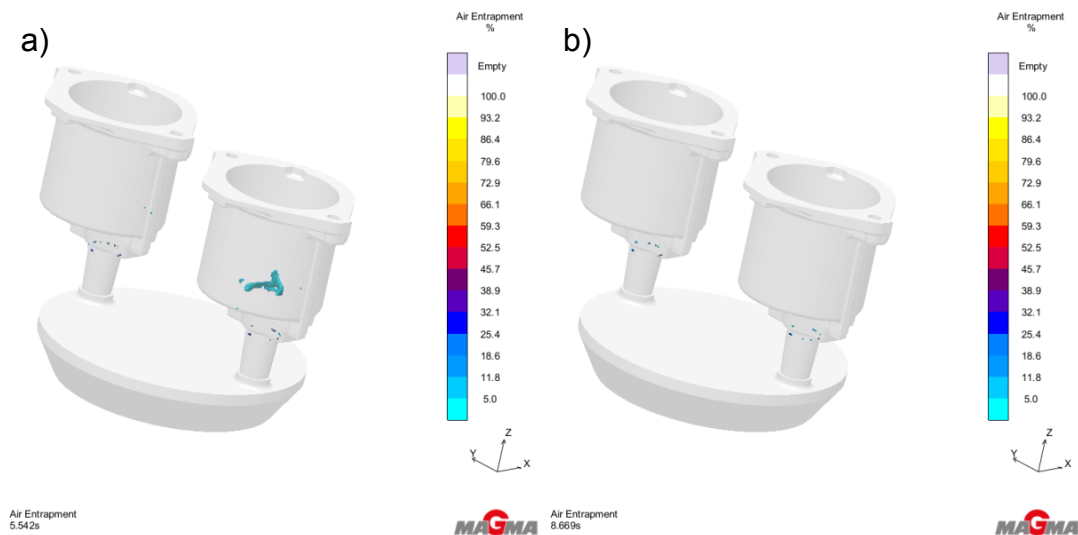 a)
Air Entrapment
%
Empty
100.0
93.2
86.4
79.6
72.9
66.1
59.3
52.5
45.7
38.9
32.1
25.4
18.6
11.8
5.0
Z
Y
X
Air Entrapment
5.542s
MAGMA
b)
Air Entrapment
%
Empty
100.0
93.2
86.4
79.6
72.9
66.1
59.3
52.5
45.7
38.9
32.1
25.4
18.6
11.8
5.0
Z
Y
X
Air Entrapment
8.669s
MAGMA